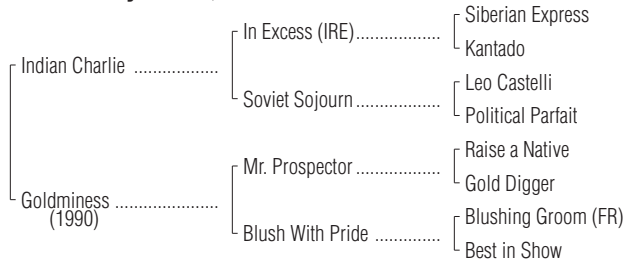 Siberian Express
In Excess (IRE)..................
Kantado
Indian Charlie ..................
Leo Castelli
Soviet Sojourn..................
Political Parfait
Raise a Native
Mr. Prospector ..................
Gold Digger
Goldminess ......................
(1990)
Blushing Groom (FR)
Blush With Pride ................
Best in Show